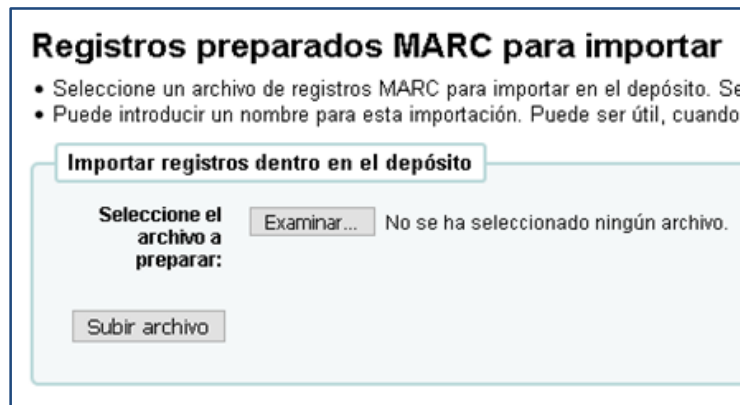 Registros preparados MARC para importar
• Seleccione un archivo de registros MARC para importar en el depósito. Se
• Puede introducir un nombre para esta importación. Puede ser útil, cuando
Importar registros dentro en el depósito
Seleccione el
archivo a
preparar:
Examinar... No se ha seleccionado ningún archivo.
Subir archivo